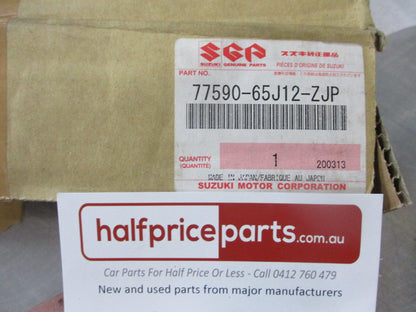 SGP スズキ純正部品
SUZUKI GENUINE PARTS PIÈCES D'ORIGINE DE SUZUKI
PART NO.
77590-65J12-ZJP
QUANTITY
(QUANTITÉ) 1 200313
MADE IN JAPAN/FABRIQUE AU JAPON
SUZUKI MOTOR CORPORATION
halfpriceparts.com.au
Car Parts For Half Price Or Less - Call 0412 760 479
New and used parts from major manufacturers